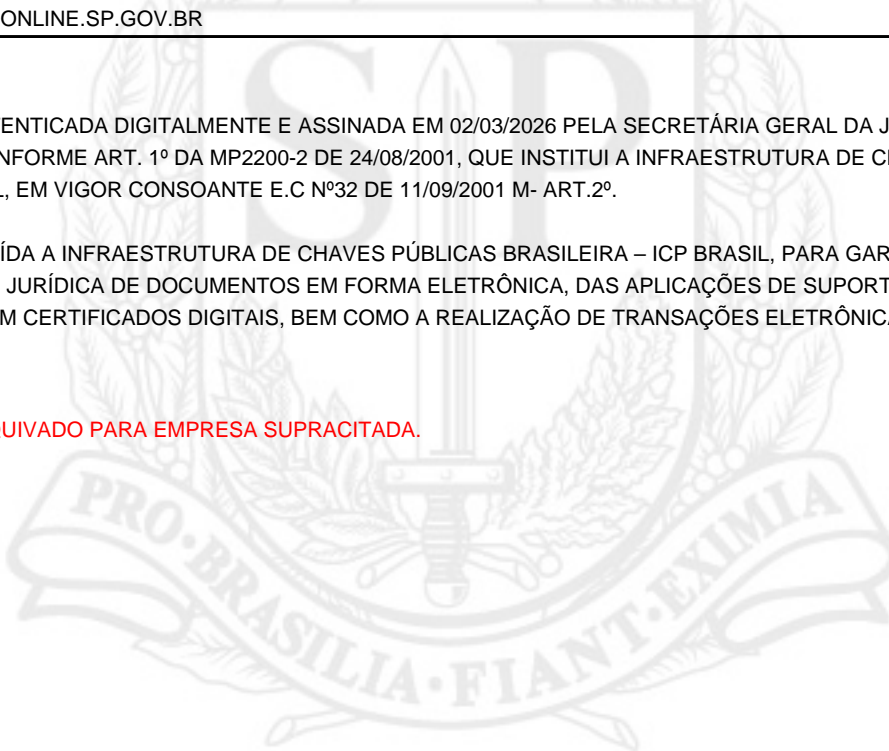 ONLINE.SP.GOV.BR
ENTICADA DIGITALMENTE E ASSINADA EM 02/03/2026 PELA SECRETÁRIA GERAL DA J
NFORME ART. 1º DA MP2200-2 DE 24/08/2001, QUE INSTITUI A INFRAESTRUTURA DE C
, EM VIGOR CONSOANTE E.C Nº32 DE 11/09/2001 M- ART.2º.
ÍDA A INFRAESTRUTURA DE CHAVES PÚBLICAS BRASILEIRA – ICP BRASIL, PARA GAR
JURÍDICA DE DOCUMENTOS EM FORMA ELETRÔNICA, DAS APLICAÇÕES DE SUPORT
M CERTIFICADOS DIGITAIS, BEM COMO A REALIZAÇÃO DE TRANSAÇÕES ELETRÔNICA
QUIVADO PARA EMPRESA SUPRACITADA.
SP
PRO·BRASILIA·FIANT·EXIMIA